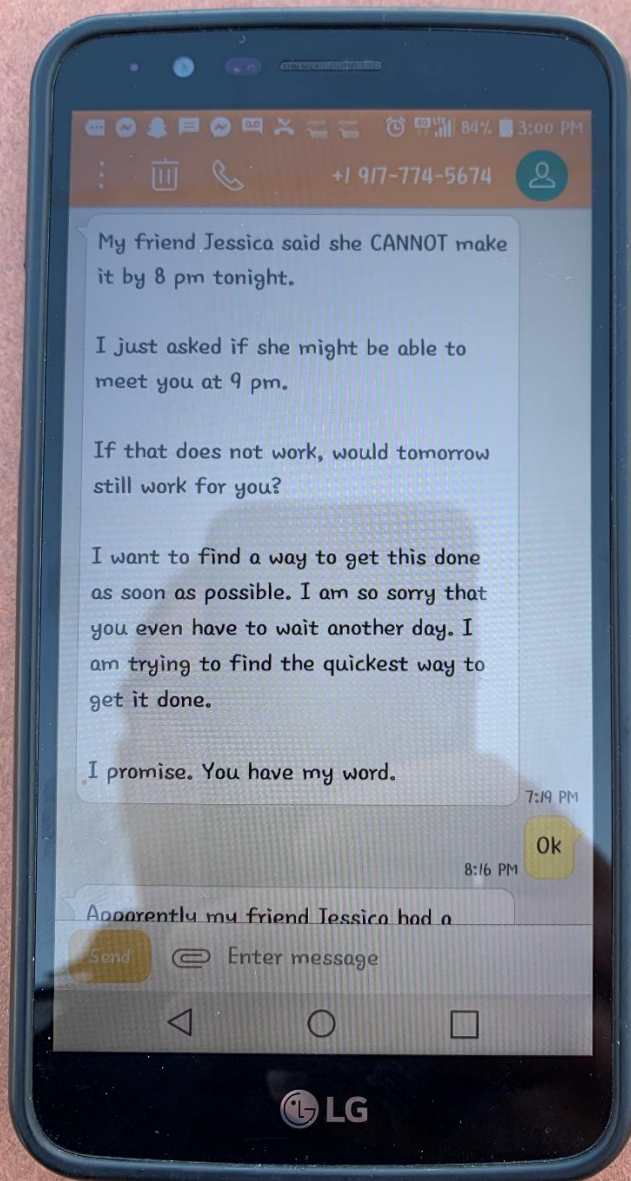 84% 3:00 PM
+1 917-774-5674
My friend Jessica said she CANNOT make
it by 8 pm tonight.
I just asked if she might be able to
meet you at 9 pm.
If that does not work, would tomorrow
still work for you?
I want to find a way to get this done
as soon as possible. I am so sorry that
you even have to wait another day. I
am trying to find the quickest way to
get it done.
I promise. You have my word.
7:19 PM
Ok
8:16 PM
Apparently my friend Jessica had a
Send Enter message
LG